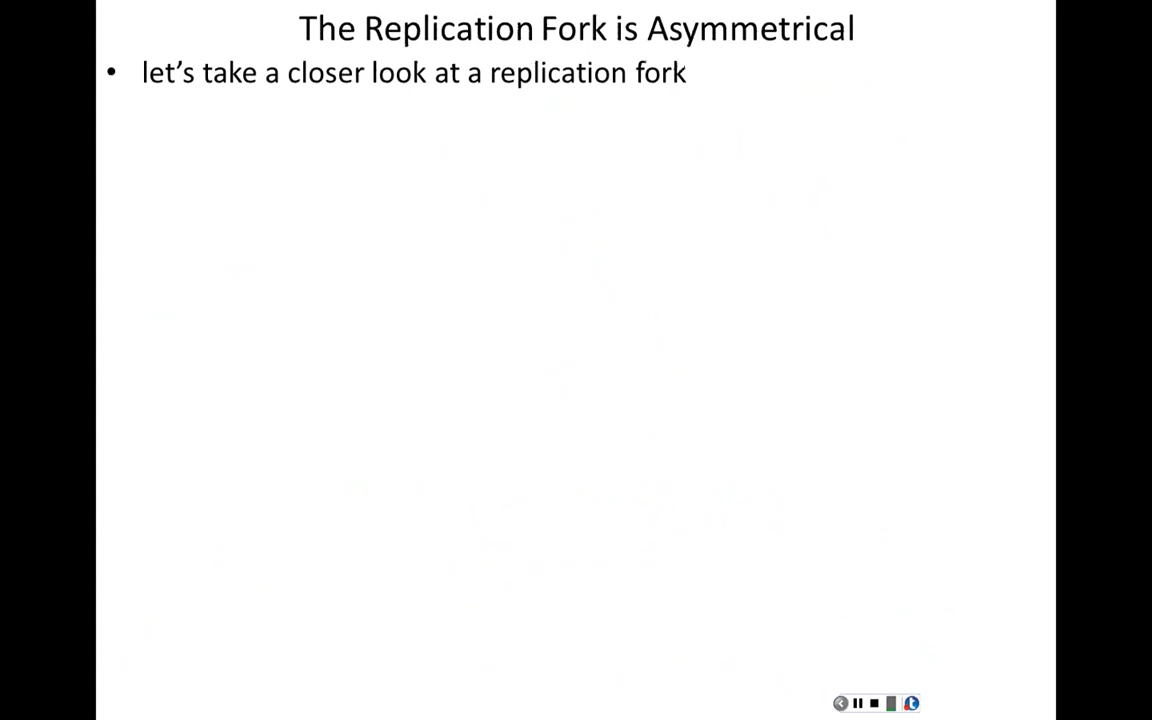 The Replication Fork is Asymmetrical
• let's take a closer look at a replication fork